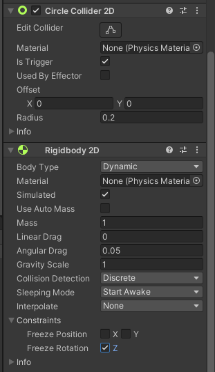 Circle Collider 2D
Edit Collider
Material None (Physics Materia
Is Trigger
Used By Effector
Offset
X 0 Y 0
Radius 0.2
Info
Rigidbody 2D
Body Type Dynamic
Material None (Physics Materia
Simulated
Use Auto Mass
Mass 1
Linear Drag 0
Angular Drag 0.05
Gravity Scale 1
Collision Detection Discrete
Sleeping Mode Start Awake
Interpolate None
Constraints
Freeze Position X Y
Freeze Rotation Z
Info